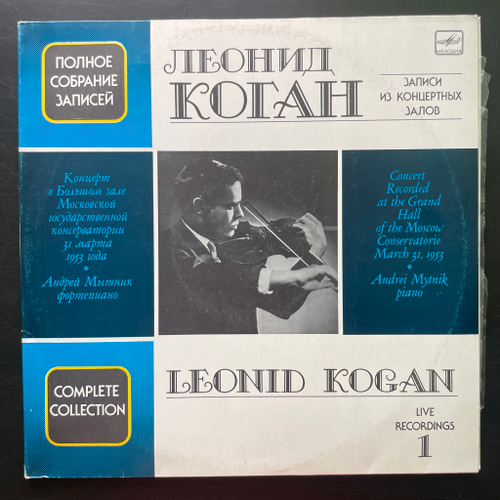 ПОЛНОЕ
СОБРАНИЕ
ЗАПИСЕЙ
ЛЕОНИД
КОГАН
МЕЛОДИЯ
ЗАПИСИ
ИЗ КОНЦЕРТНЫХ
ЗАЛОВ
Концерт
в Большом зале
Московской
государственной
консерватории
31 марта
1953 года
Андрей Мытник
фортепиано
Concert
Recorded
at the Grand
Hall
of the Moscow
Conservatorie
March 31, 1953
Andrei Mytnik
piano
COMPLETE
COLLECTION
LEONID KOGAN
LIVE
RECORDINGS
1